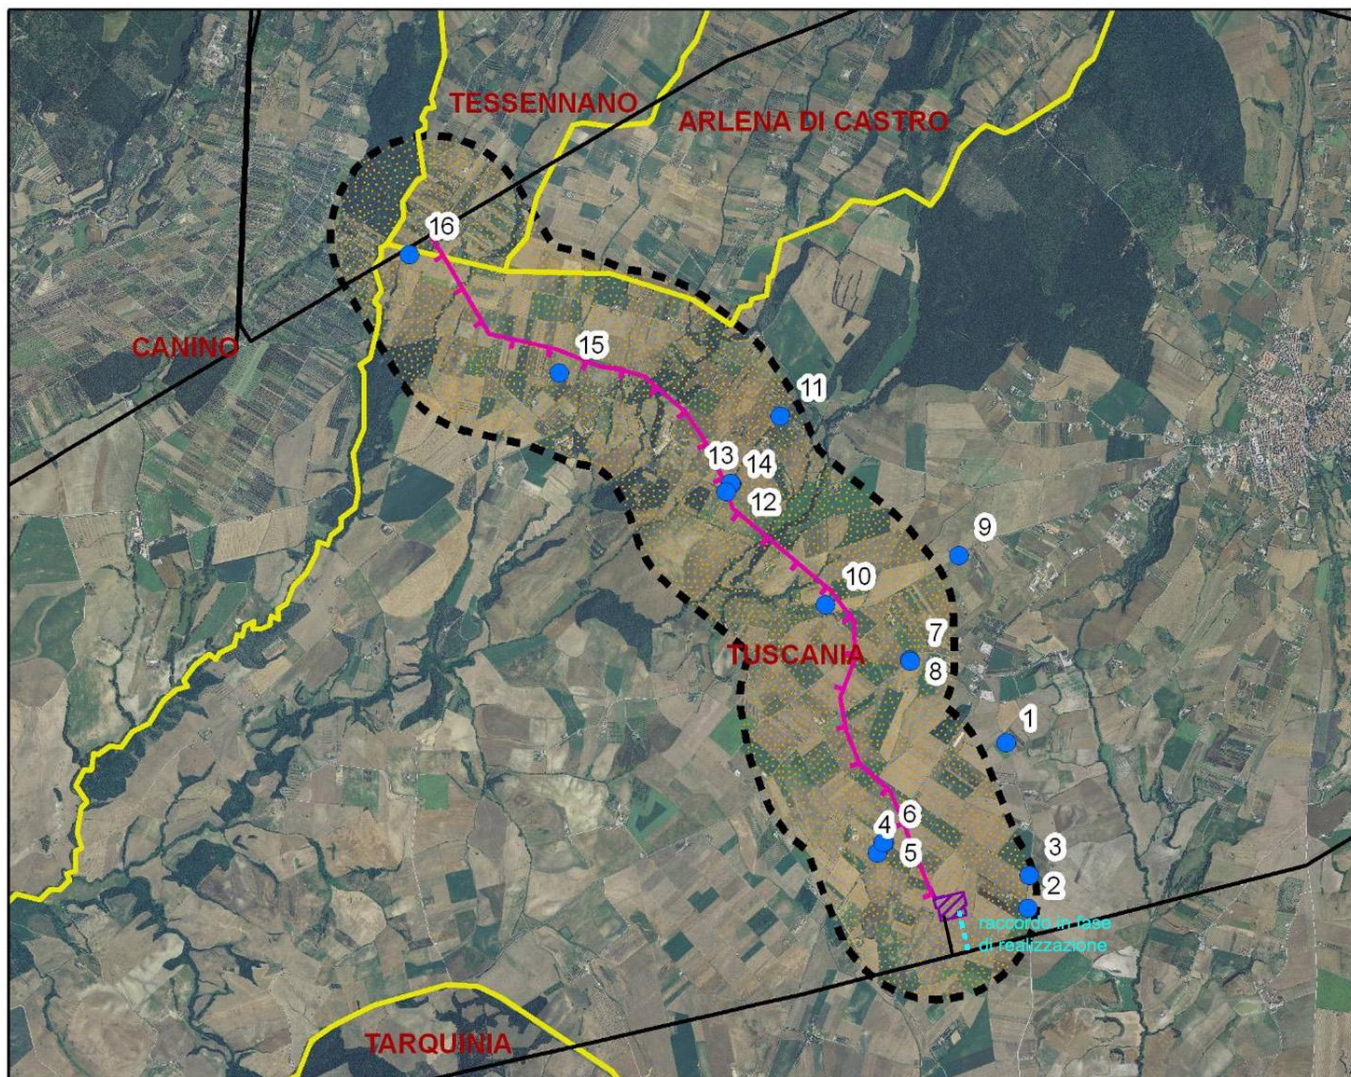 TESSENNANO
ARLENA DI CASTRO
16
CANINO
15
11
13
14
12
9
10
7
TUSCANIA
8
1
6
4
5
3
2
raccordo in fase
di realizzazione
TARQUINIA